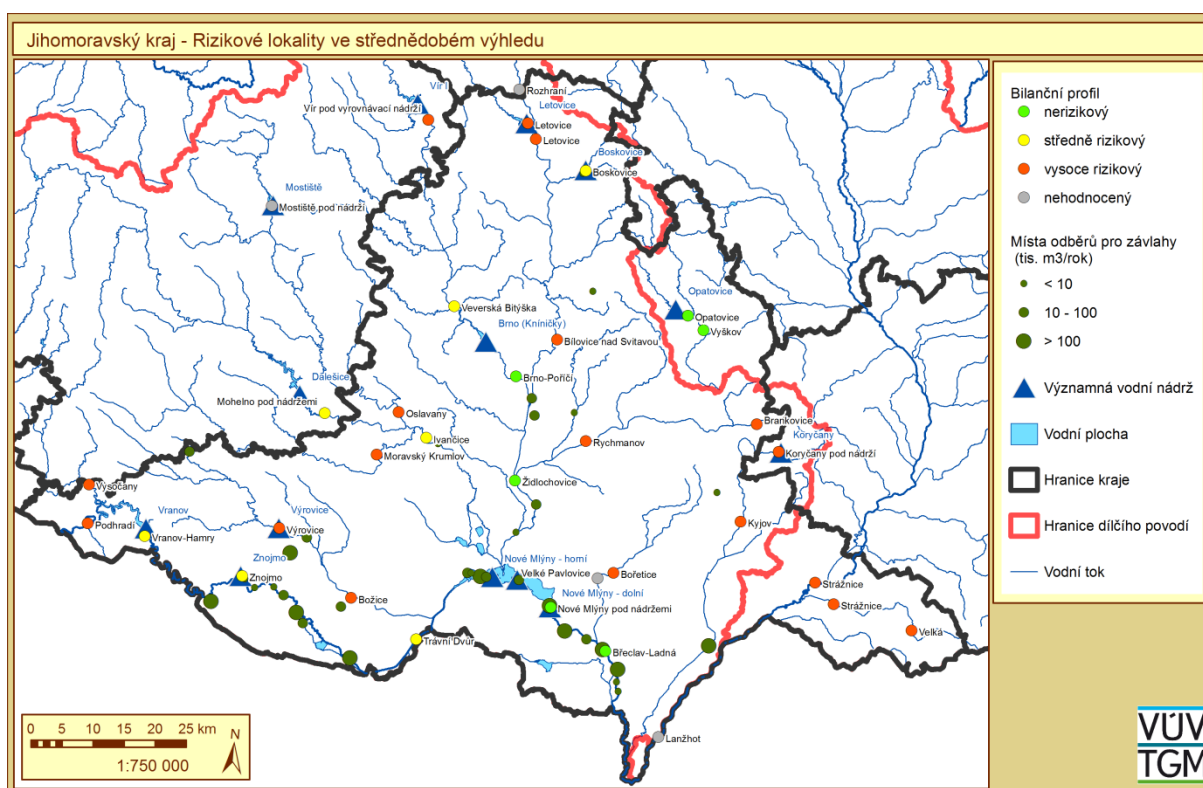 Jihomoravský kraj - Rizikové lokality ve střednědobém výhledu
Vír I
Vír pod vyrovnávací nádrží
Rozhraní
Letovice
Letovice
Letovice
Boskovice
Boskovice
Mostiště
Mostiště pod nádrží
Veverská Bítýška
Brno (Kníničky)
Bílovice nad Svitavou
Opatovice
Opatovice
Vyškov
Brno-Poříčí
Dalešice
Mohelno pod nádržemi
Oslavany
Ivančice
Moravský Krumlov
Rychmanov
Brankovice
Koryčany
Koryčany pod nádrží
Židlochovice
Vysočany
Podhradí
Vranov
Vranov-Hamry
Výrovice
Výrovice
Kyjov
Znojmo
Znojmo
Nové Mlýny - horní
Velké Pavlovice
Bořetice
Nové Mlýny - dolní
Nové Mlýny pod nádržemi
Božice
Strážnice
Strážnice
Velká
Trávní Dvůr
Břeclav-Ladná
Lanžhot
0 5 10 15 20 25 km
N
1:750 000
Bilanční profil
nerizikový
středně rizikový
vysoce rizikový
nehodnocený
Místa odběrů pro závlahy
(tis. m3/rok)
< 10
10 - 100
> 100
Významná vodní nádrž
Vodní plocha
Hranice kraje
Hranice dílčího povodí
Vodní tok
VÚV
TGM